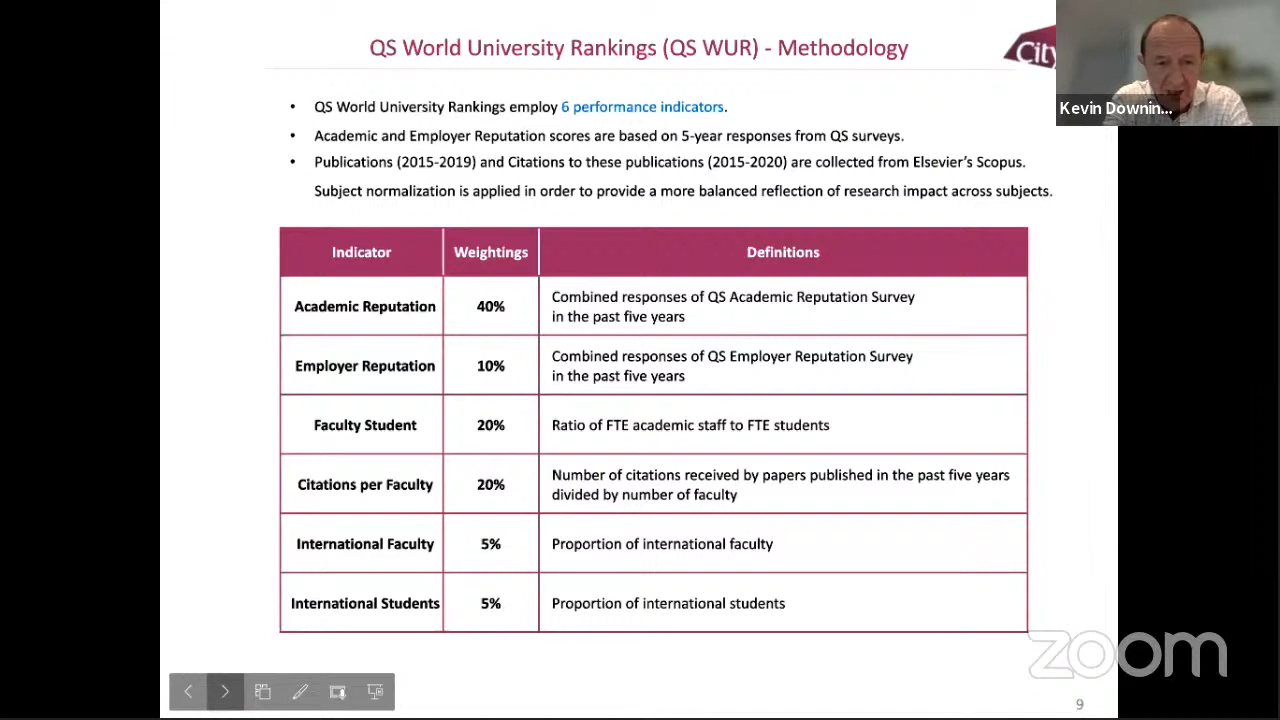 QS World University Rankings (QS WUR) - Methodology
City
Kevin Downin...
• QS World University Rankings employ 6 performance indicators.
• Academic and Employer Reputation scores are based on 5-year responses from QS surveys.
• Publications (2015-2019) and Citations to these publications (2015-2020) are collected from Elsevier's Scopus.
Subject normalization is applied in order to provide a more balanced reflection of research impact across subjects.
Indicator Weightings Definitions
Academic Reputation 40% Combined responses of QS Academic Reputation Survey
in the past five years
Employer Reputation 10% Combined responses of QS Employer Reputation Survey
in the past five years
Faculty Student 20% Ratio of FTE academic staff to FTE students
Citations per Faculty 20% Number of citations received by papers published in the past five years
divided by number of faculty
International Faculty 5% Proportion of international faculty
International Students 5% Proportion of international students
zoom
9